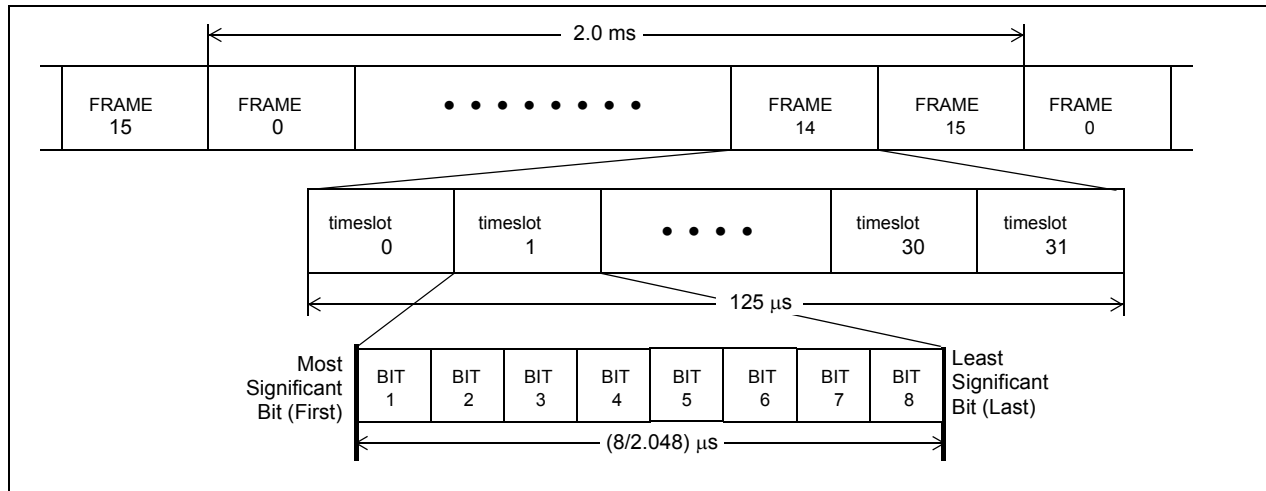 2.0 ms
FRAME 15
FRAME 0
• • • • • • • •
FRAME 14
FRAME 15
FRAME 0
timeslot 0
timeslot 1
• • • •
timeslot 30
timeslot 31
125 μs
Most Significant Bit (First)
BIT 1
BIT 2
BIT 3
BIT 4
BIT 5
BIT 6
BIT 7
BIT 8
Least Significant Bit (Last)
(8/2.048) μs